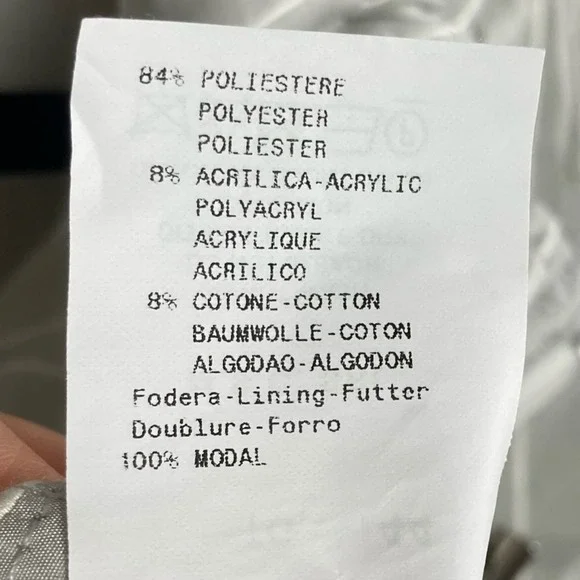 84% POLIESTERE
POLYESTER
POLIESTER
8% ACRILICA-ACRYLIC
POLYACRYL
ACRYLIQUE
ACRILICO
8% COTONE-COTTON
BAUMWOLLE-COTON
ALGODAO-ALGODON
Fodera-Lining-Futter
Doublure-Forro
100% MODAL